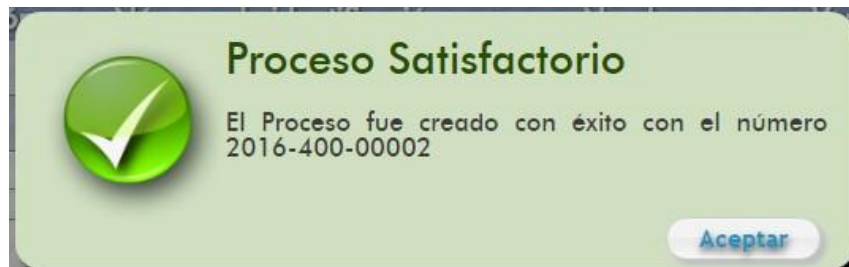 Proceso Satisfactorio
El Proceso fue creado con éxito con el número
2016-400-00002
Aceptar